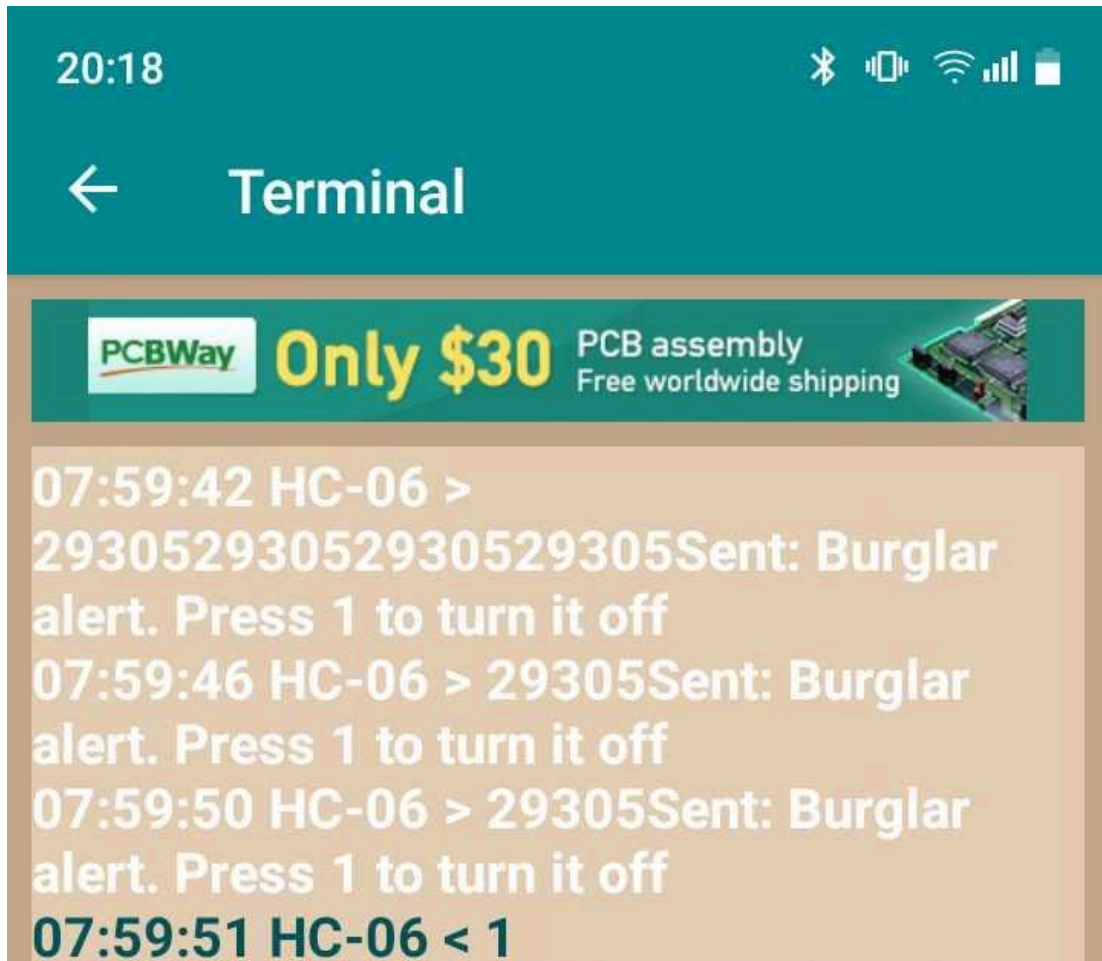 20:18
Terminal
PCBWay Only $30 PCB assembly
Free worldwide shipping
07:59:42 HC-06 >
29305293052930529305Sent: Burglar
alert. Press 1 to turn it off
07:59:46 HC-06 > 29305Sent: Burglar
alert. Press 1 to turn it off
07:59:50 HC-06 > 29305Sent: Burglar
alert. Press 1 to turn it off
07:59:51 HC-06 < 1